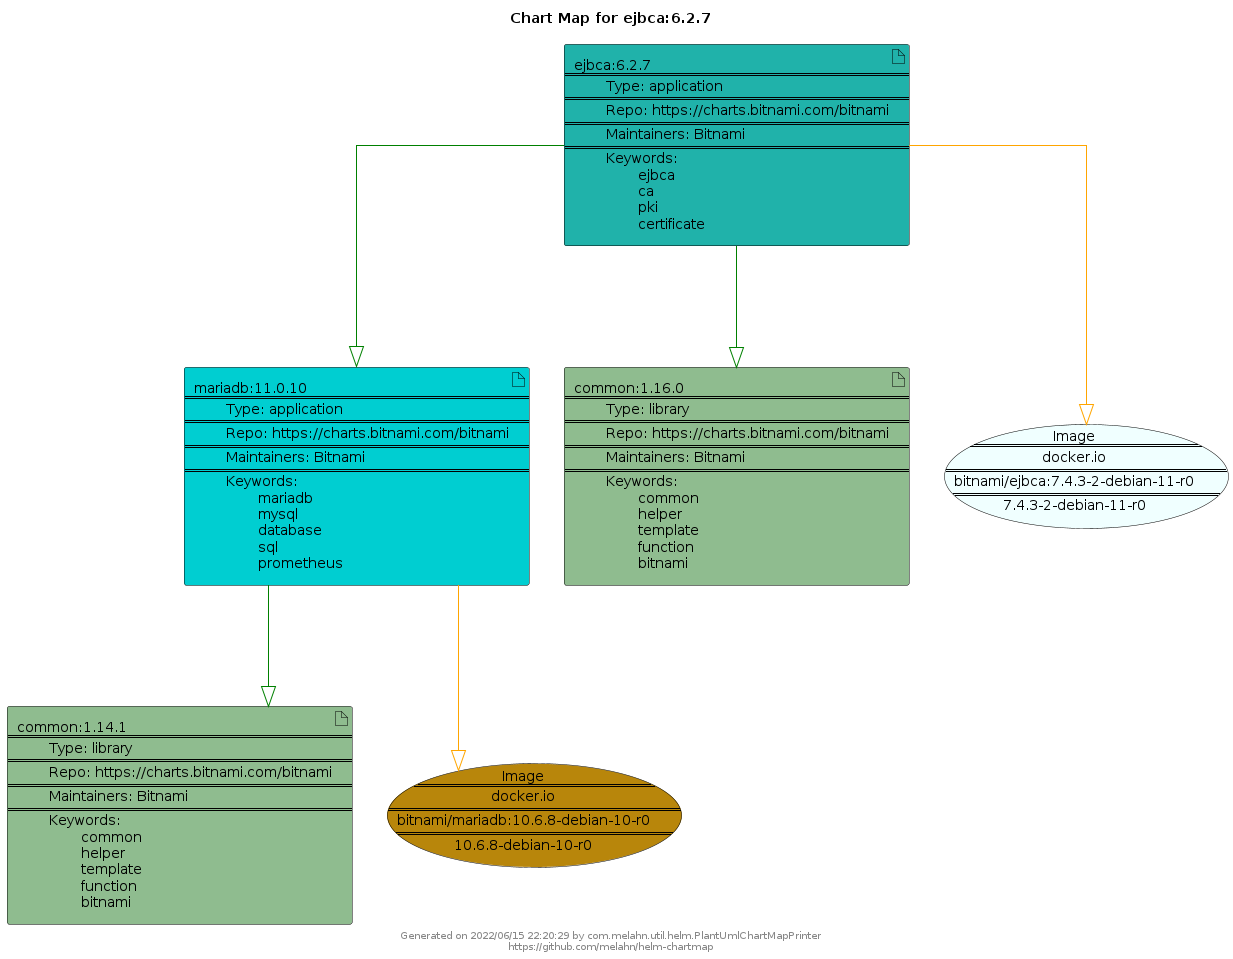 Chart Map for ejbca:6.2.7
ejbca:6.2.7
Type: application
Repo: https://charts.bitnami.com/bitnami
Maintainers: Bitnami
Keywords:
ejbca
ca
pki
certificate
mariadb:11.0.10
Type: application
Repo: https://charts.bitnami.com/bitnami
Maintainers: Bitnami
Keywords:
mariadb
mysql
database
sql
prometheus
common:1.16.0
Type: library
Repo: https://charts.bitnami.com/bitnami
Maintainers: Bitnami
Keywords:
common
helper
template
function
bitnami
Image
docker.io
bitnami/ejbca:7.4.3-2-debian-11-r0
7.4.3-2-debian-11-r0
common:1.14.1
Type: library
Repo: https://charts.bitnami.com/bitnami
Maintainers: Bitnami
Keywords:
common
helper
template
function
bitnami
Image
docker.io
bitnami/mariadb:10.6.8-debian-10-r0
10.6.8-debian-10-r0
Generated on 2022/06/15 22:20:29 by com.melahn.util.helm.PlantUmlChartMapPrinter
https://github.com/melahn/helm-chartmap